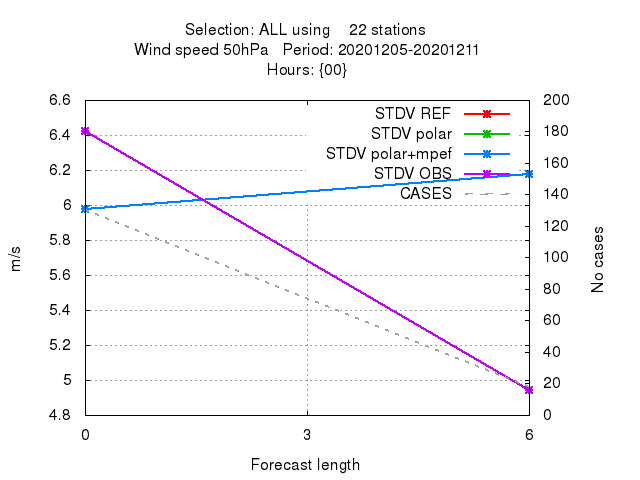 Selection: ALL using    22 stations
Wind speed 50hPa   Period: 20201205-20201211
Hours: {00}
6.6
6.4
6.2
6
5.8
5.6
5.4
5.2
5
4.8
m/s
STDV REF
STDV polar
STDV polar+mpef
STDV OBS
CASES
200
180
160
140
120
100
80
60
40
20
0
No cases
0 3 6
Forecast length